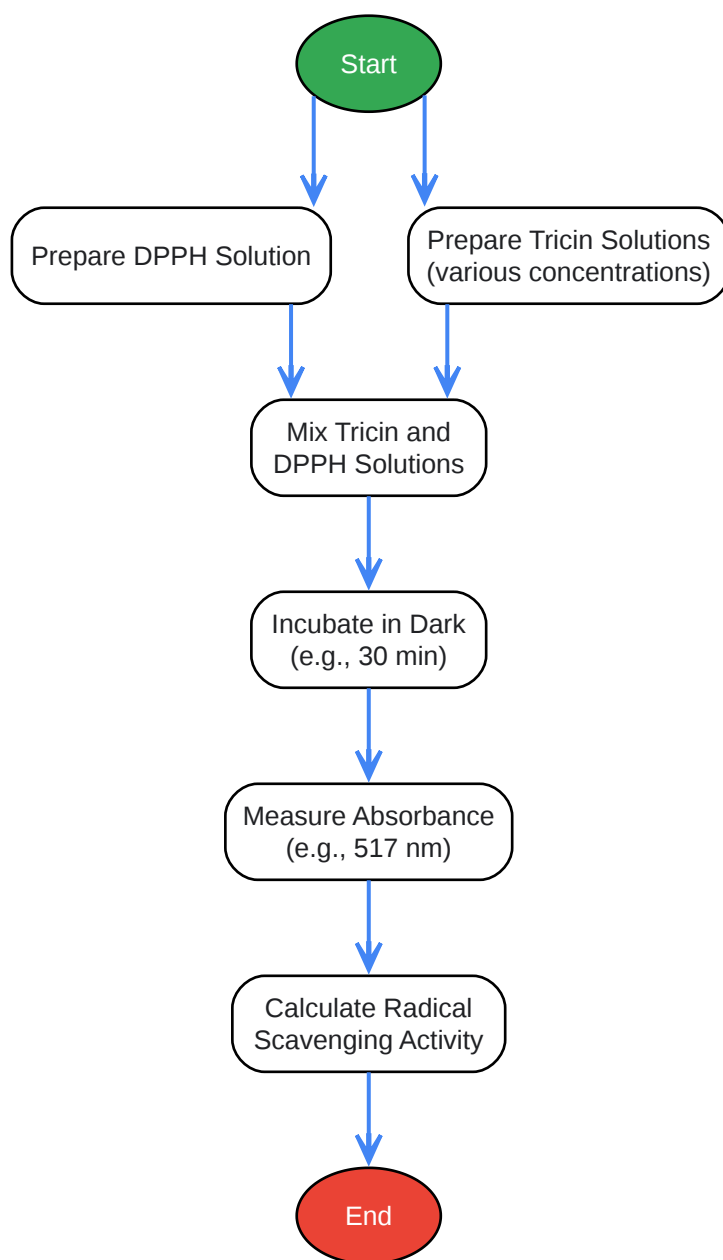 Start
Prepare DPPH Solution
Prepare Tricin Solutions
(various concentrations)
Mix Tricin and
DPPH Solutions
Incubate in Dark
(e.g., 30 min)
Measure Absorbance
(e.g., 517 nm)
Calculate Radical
Scavenging Activity
End